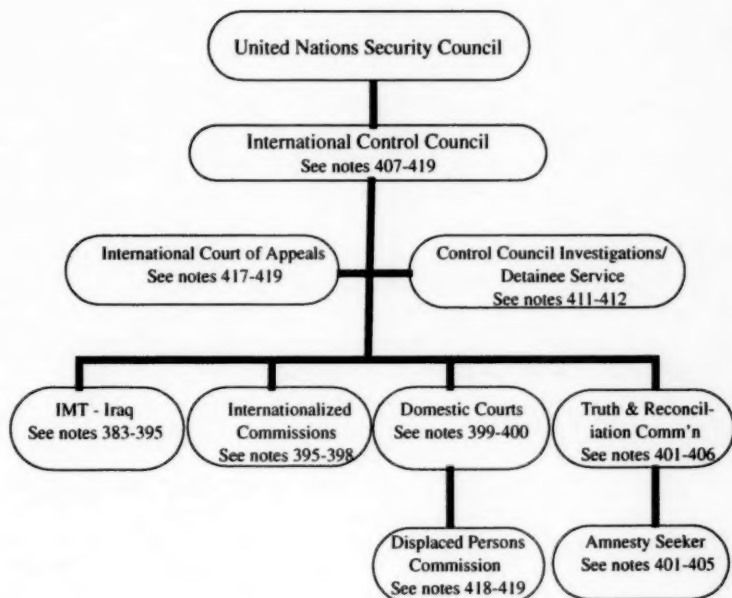 United Nations Security Council
International Control Council
See notes 407-419
International Court of Appeals
See notes 417-419
Control Council Investigations/
Detainee Service
See notes 411-412
IMT - Iraq
See notes 383-395
Internationalized
Commissions
See notes 395-398
Domestic Courts
See notes 399-400
Truth & Reconcil-
iation Comm'n
See notes 401-406
Displaced Persons
Commission
See notes 418-419
Amnesty Seeker
See notes 401-405